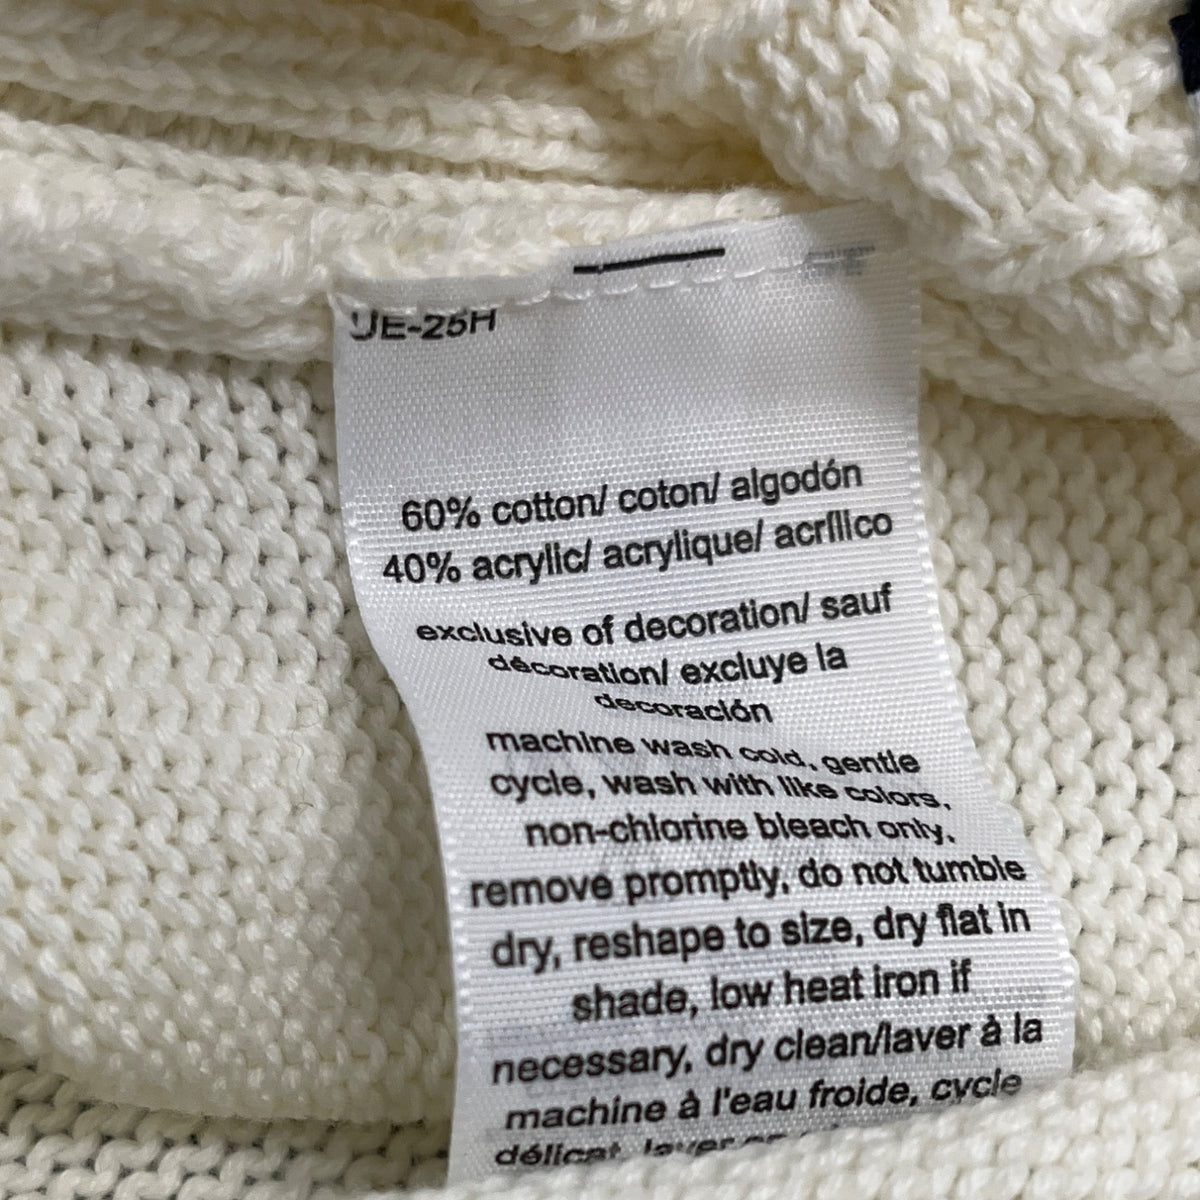 UE-25H
60% cotton/ coton/ algodón
40% acrylic/ acrylique/ acrílico
exclusive of decoration/ sauf
décoration/ excluye la
decoración
machine wash cold, gentle
cycle, wash with like colors,
non-chlorine bleach only,
remove promptly, do not tumble
dry, reshape to size, dry flat in
shade, low heat iron if
necessary, dry clean/laver à la
machine à l'eau froide, cycle
délicat, laver